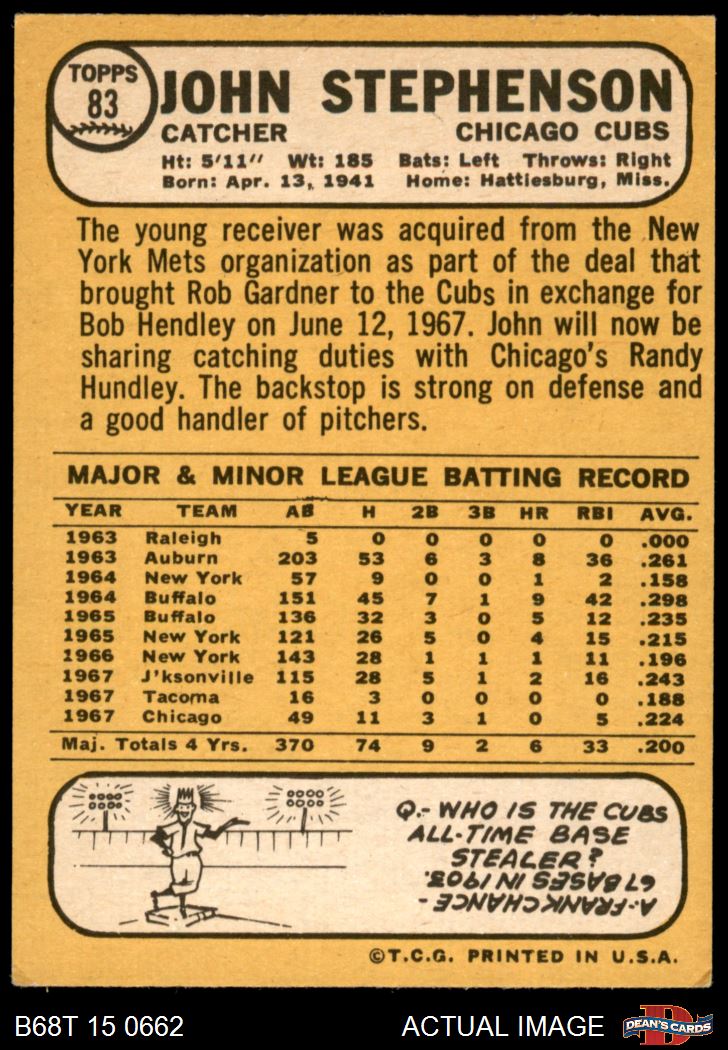 TOPPS
83
JOHN STEPHENSON
CATCHER CHICAGO CUBS
Ht: 5'11" Wt: 185 Bats: Left Throws: Right
Born: Apr. 13, 1941 Home: Hattiesburg, Miss.
The young receiver was acquired from the New
York Mets organization as part of the deal that
brought Rob Gardner to the Cubs in exchange for
Bob Hendley on June 12, 1967. John will now be
sharing catching duties with Chicago's Randy
Hundley. The backstop is strong on defense and
a good handler of pitchers.
MAJOR & MINOR LEAGUE BATTING RECORD
YEAR TEAM AB H 2B 3B HR RBI AVG.
1963 Raleigh 5 0 0 0 0 0 .000
1963 Auburn 203 53 6 3 8 36 .261
1964 New York 57 9 0 0 1 2 .158
1964 Buffalo 151 45 7 1 9 42 .298
1965 Buffalo 136 32 3 0 5 12 .235
1965 New York 121 26 5 0 4 15 .215
1966 New York 143 28 1 1 1 11 .196
1967 J'ksonville 115 28 5 1 2 16 .243
1967 Tacoma 16 3 0 0 0 0 .188
1967 Chicago 49 11 3 1 0 5 .224
Maj. Totals 4 Yrs. 370 74 9 2 6 33 .200
Q.- WHO IS THE CUBS
ALL-TIME BASE
STEALER?
A.- FRANK CHANCE -
67 BASES IN 1903.
©T.C.G. PRINTED IN U.S.A.
B68T 15 0662 ACTUAL IMAGE
D
DEAN'S CARDS